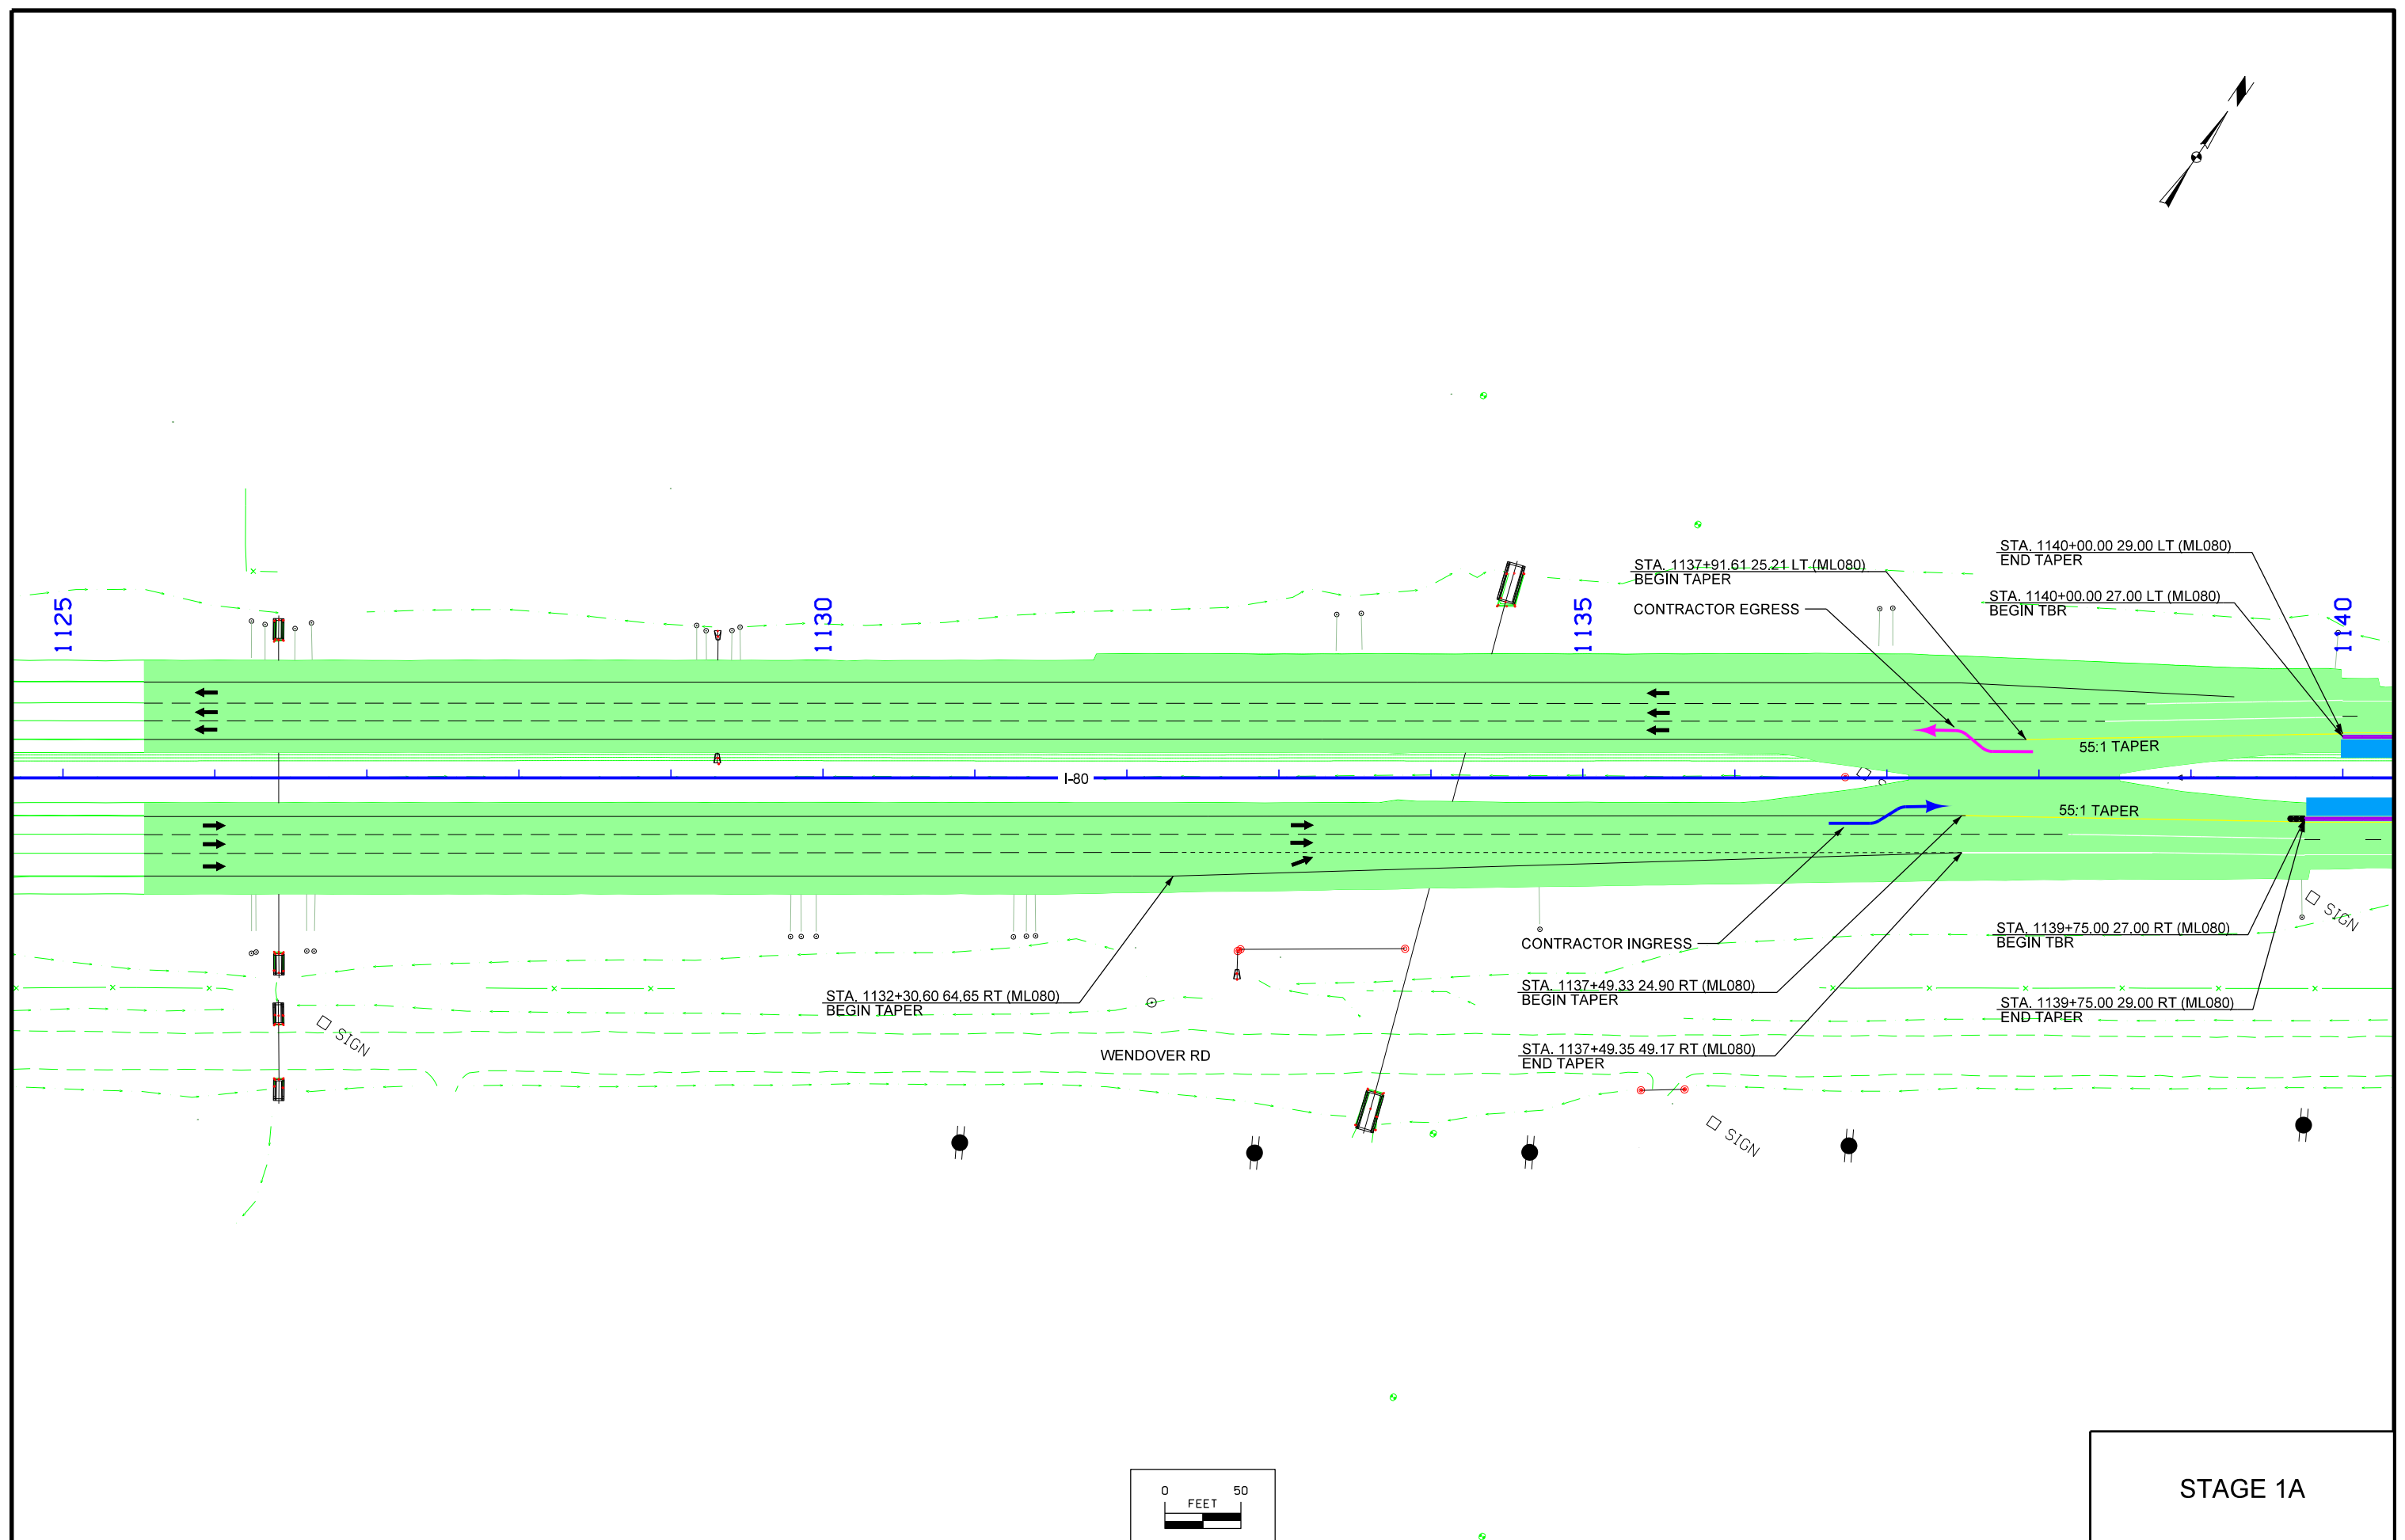 STA. 1140+00.00 29.00 LT (ML080)
END TAPER
STA. 1137+91.61 25.21 LT (ML080)
BEGIN TAPER
STA. 1140+00.00 27.00 LT (ML080)
BEGIN TBR
CONTRACTOR EGRESS
1125
1130
1135
1140
55:1 TAPER
I-80
55:1 TAPER
SIGN
STA. 1139+75.00 27.00 RT (ML080)
BEGIN TBR
CONTRACTOR INGRESS
STA. 1137+49.33 24.90 RT (ML080)
BEGIN TAPER
STA. 1132+30.60 64.65 RT (ML080)
BEGIN TAPER
STA. 1139+75.00 29.00 RT (ML080)
END TAPER
SIGN
WENDOVER RD
STA. 1137+49.35 49.17 RT (ML080)
END TAPER
SIGN
0 50
FEET
STAGE 1A